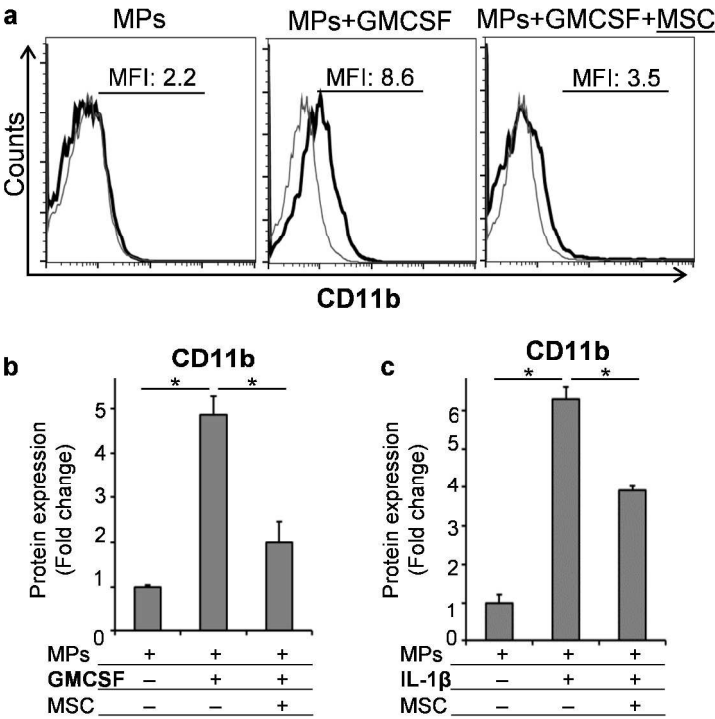 a
MPs MPs+GMCSF MPs+GMCSF+MSC
MFI: 2.2 MFI: 8.6 MFI: 3.5
Counts
CD11b
b
CD11b
* *
Protein expression
(Fold change)
5
4
3
2
1
0
MPs + + +
GMCSF – + +
MSC – – +
c
CD11b
* *
Protein expression
(Fold change)
6
5
4
3
2
1
0
MPs + + +
IL-1β – + +
MSC – – +